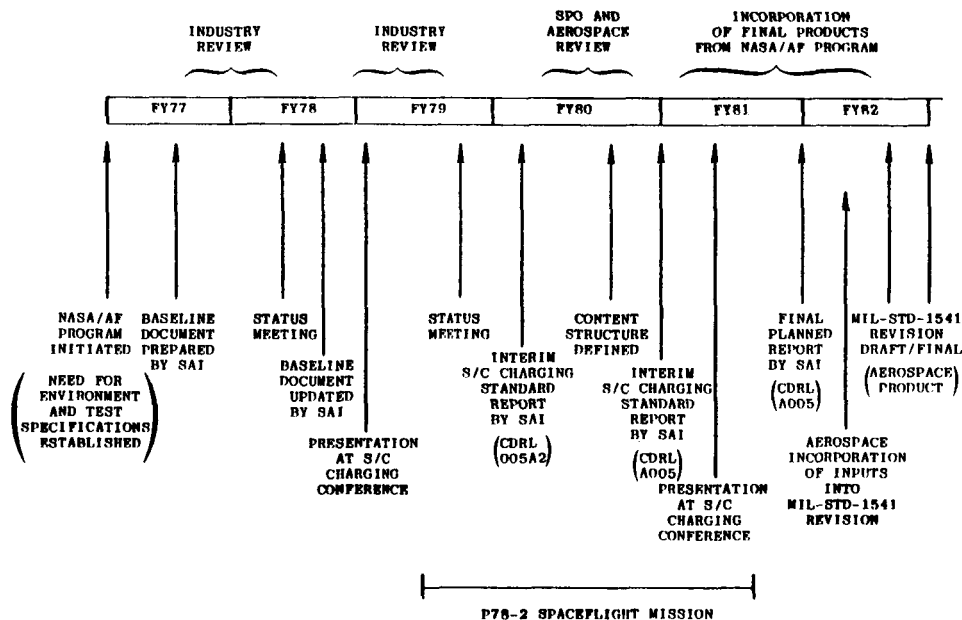 INDUSTRY
REVIEW
INDUSTRY
REVIEW
SPO AND
AEROSPACE
REVIEW
INCORPORATION
OF FINAL PRODUCTS
FROM NASA/AF PROGRAM
FY77
FY78
FY79
FY80
FY81
FY82
NASA/AF
PROGRAM
INITIATED
(NEED FOR
ENVIRONMENT
AND TEST
SPECIFICATIONS
ESTABLISHED)
BASELINE
DOCUMENT
PREPARED
BY SAI
STATUS
MEETING
BASELINE
DOCUMENT
UPDATED
BY SAI
PRESENTATION
AT S/C
CHARGING
CONFERENCE
STATUS
MEETING
INTERIM
S/C CHARGING
STANDARD
REPORT
BY SAI
(CDRL
005A2)
CONTENT
STRUCTURE
DEFINED
INTERIM
S/C CHARGING
STANDARD
REPORT
BY SAI
(CDRL
A005)
PRESENTATION
AT S/C
CHARGING
CONFERENCE
FINAL
PLANNED
REPORT
BY SAI
(CDRL
A005)
AEROSPACE
INCORPORATION
OF INPUTS
INTO
MIL-STD-1541
REVISION
MIL-STD-1541
REVISION
DRAFT/FINAL
(AEROSPACE
PRODUCT)
P78-2 SPACEFLIGHT MISSION